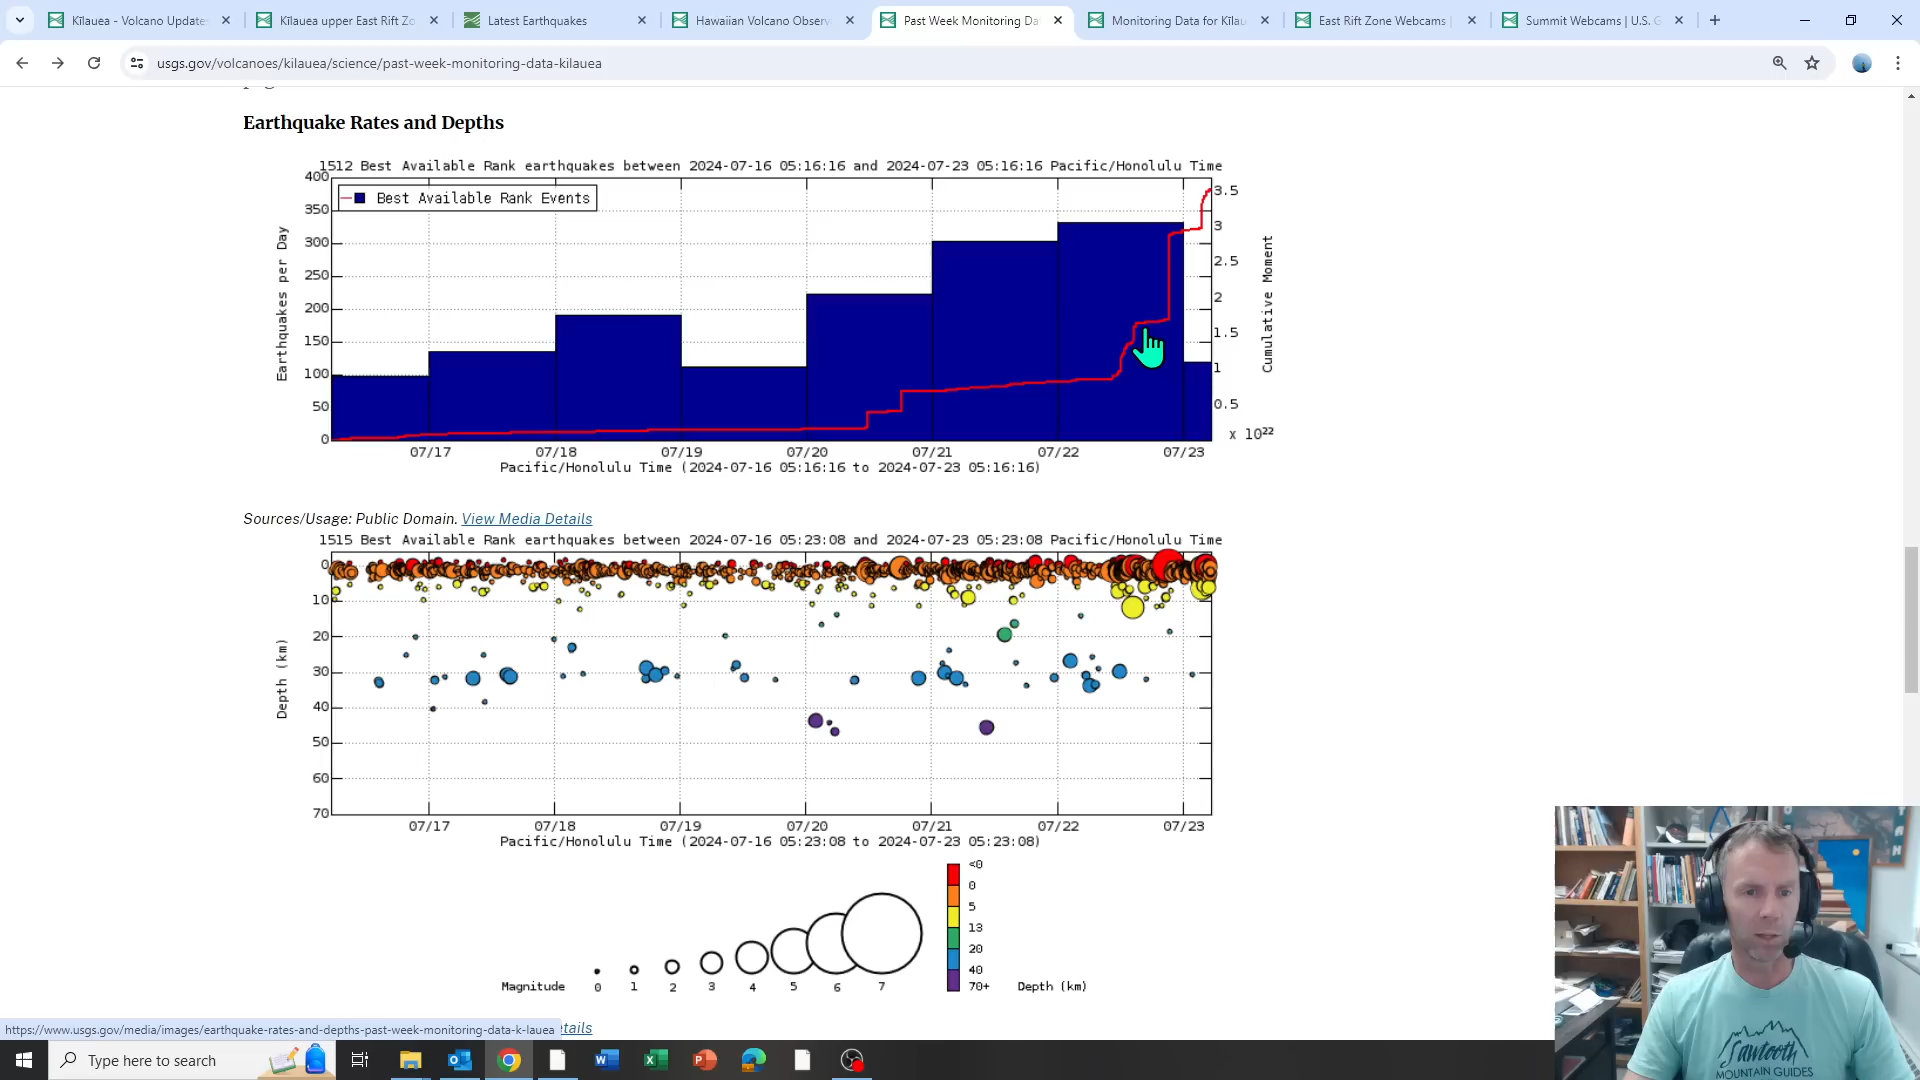 Kīlauea - Volcano Update
Kīlauea upper East Rift Zo
Latest Earthquakes
Hawaiian Volcano Observ
Past Week Monitoring Da
Monitoring Data for Kīlau
East Rift Zone Webcams |
Summit Webcams | U.S. G
usgs.gov/volcanoes/kilauea/science/past-week-monitoring-data-kilauea
Earthquake Rates and Depths
1512 Best Available Rank earthquakes between 2024-07-16 05:16:16 and 2024-07-23 05:16:16 Pacific/Honolulu Time
Best Available Rank Events
Earthquakes per Day
400
350
300
250
200
150
100
50
0
3.5
3
2.5
2
1.5
1
0.5
x 10²²
Cumulative Moment
07/17 07/18 07/19 07/20 07/21 07/22 07/23
Pacific/Honolulu Time (2024-07-16 05:16:16 to 2024-07-23 05:16:16)
Sources/Usage: Public Domain. View Media Details
1515 Best Available Rank earthquakes between 2024-07-16 05:23:08 and 2024-07-23 05:23:08 Pacific/Honolulu Time
Depth (km)
0
10
20
30
40
50
60
70
07/17 07/18 07/19 07/20 07/21 07/22 07/23
Pacific/Honolulu Time (2024-07-16 05:23:08 to 2024-07-23 05:23:08)
<0
0
5
13
20
40
70+ Depth (km)
Magnitude 0 1 2 3 4 5 6 7
https://www.usgs.gov/media/images/earthquake-rates-and-depths-past-week-monitoring-data-k-lauea
etails
Type here to search
Sawtooth
MOUNTAIN GUIDES